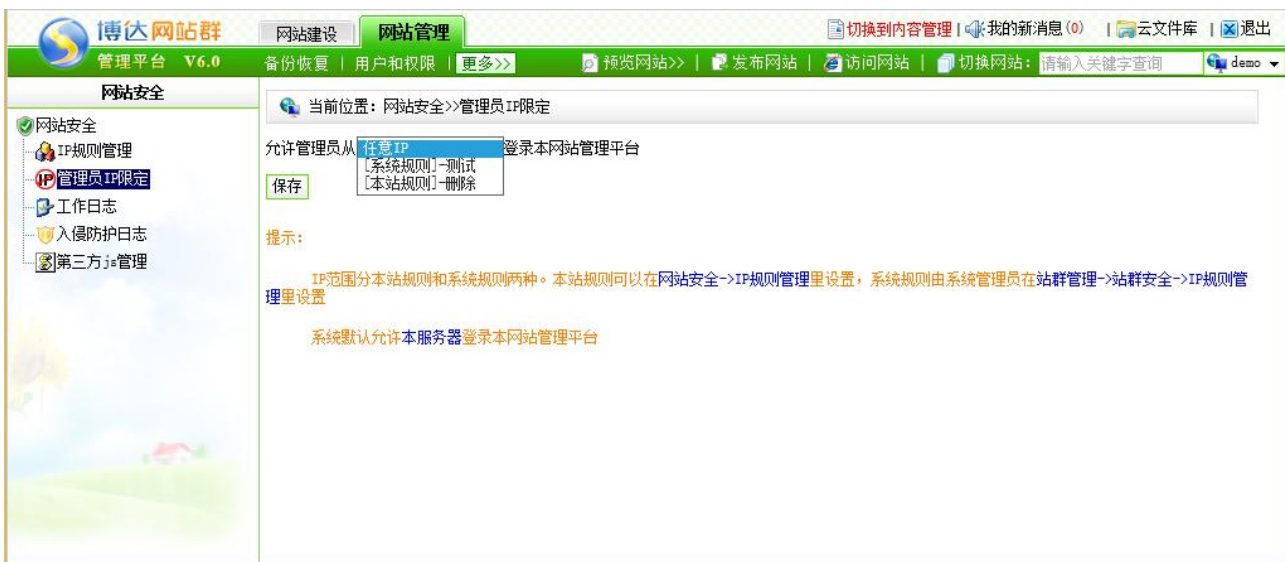 博达网站群
管理平台 V6.0
网站建设 网站管理
切换到内容管理 | 我的新消息(0) | 云文件库 | 退出
备份恢复 | 用户和权限 | 更多>> 预览网站>> | 发布网站 | 访问网站 | 切换网站: 请输入关键字查询 demo
网站安全
网站安全
IP规则管理
管理员IP限定
工作日志
入侵防护日志
第三方js管理
当前位置: 网站安全>>管理员IP限定
允许管理员从 任意IP 登录本网站管理平台
[系统规则]-测试
[本站规则]-删除
保存
提示:
IP范围分本站规则和系统规则两种。本站规则可以在网站安全->IP规则管理里设置，系统规则由系统管理员在站群管理->站群安全->IP规则管
理里设置
系统默认允许本服务器登录本网站管理平台